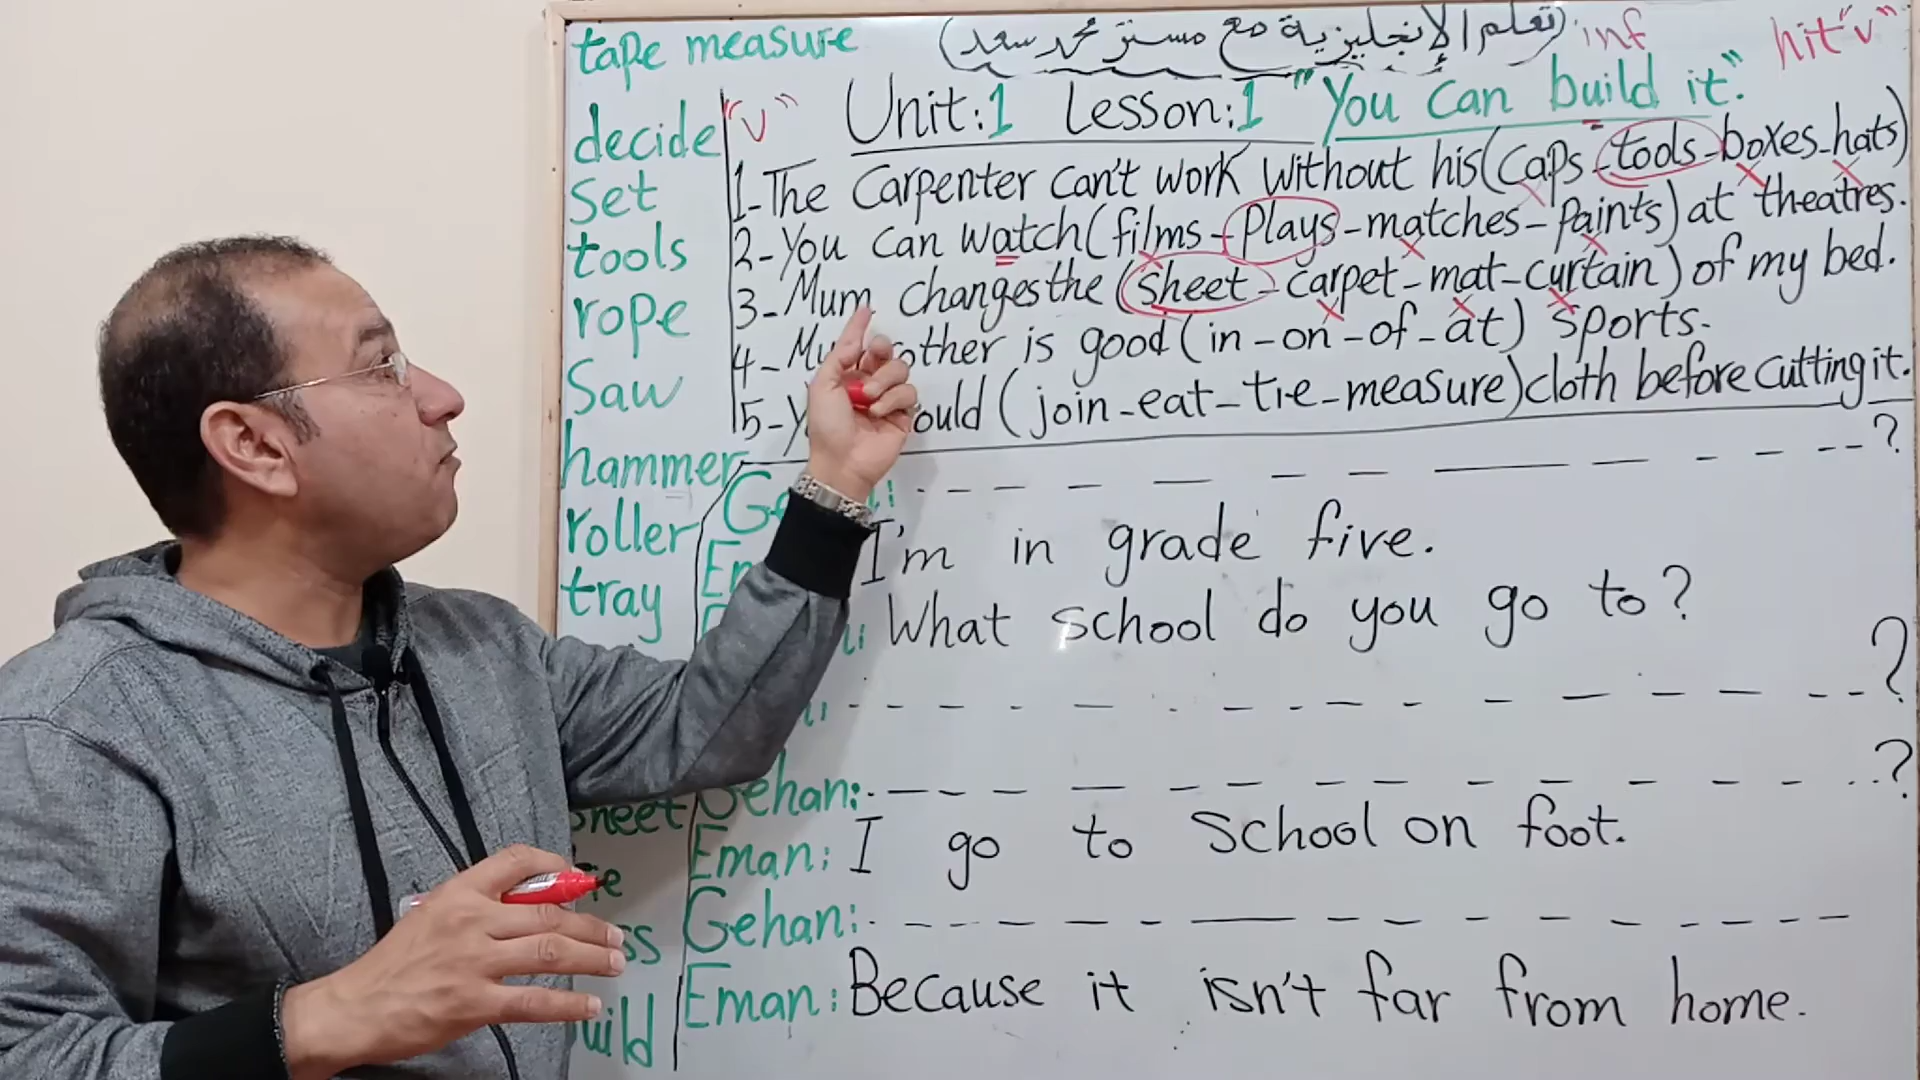 tape measure (تعلم الإنجليزية مع مستر محمد سعد) inf hit "v"
decide "v" Unit:1 Lesson:1 "You can build it."
set
tools
rope
saw
hammer
roller
tray
sheet
build
1-The Carpenter can't work without his(caps-tools-boxes-hats)
2-You can watch(films-plays-matches-paints) at theatres.
3-Mum changes the (sheet-carpet-mat-curtain) of my bed.
4- is good (in-on-of-at) sports.
5- (join-eat-tie-measure)cloth before cutting it.
?
I'm in grade five.
What school do you go to?
?
Gehan: ?
Eman: I go to school on foot.
Gehan:
Eman: Because it isn't far from home.